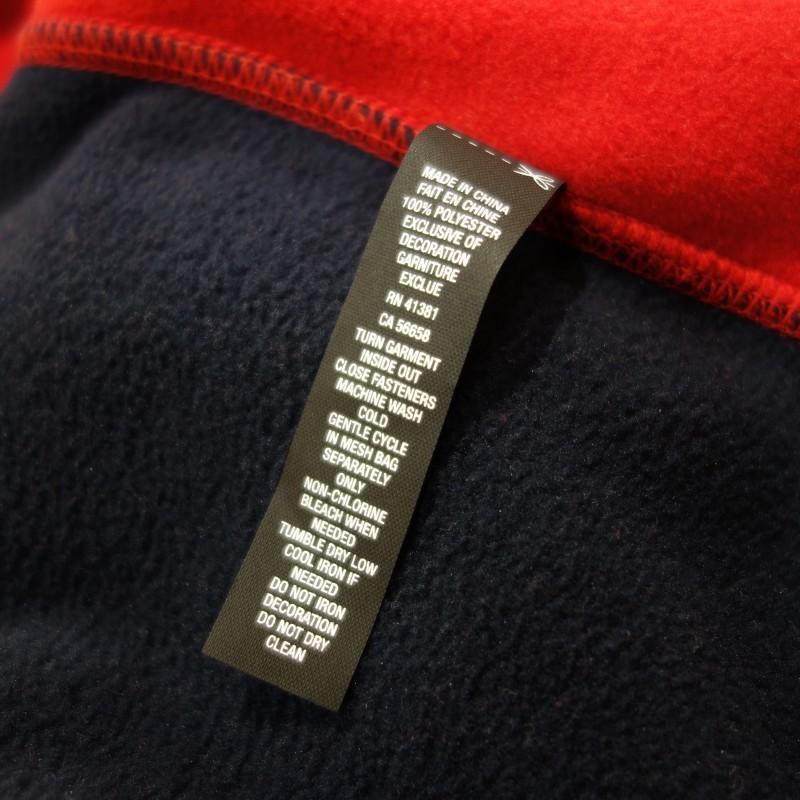 MADE IN CHINA
FAIT EN CHINE
100% POLYESTER
EXCLUSIVE OF
DECORATION
GARNITURE
EXCLUE
RN 41381
CA 56658
TURN GARMENT
INSIDE OUT
CLOSE FASTENERS
MACHINE WASH
COLD
GENTLE CYCLE
IN MESH BAG
SEPARATELY
ONLY
NON-CHLORINE
BLEACH WHEN
NEEDED
TUMBLE DRY LOW
COOL IRON IF
NEEDED
DO NOT IRON
DECORATION
DO NOT DRY
CLEAN